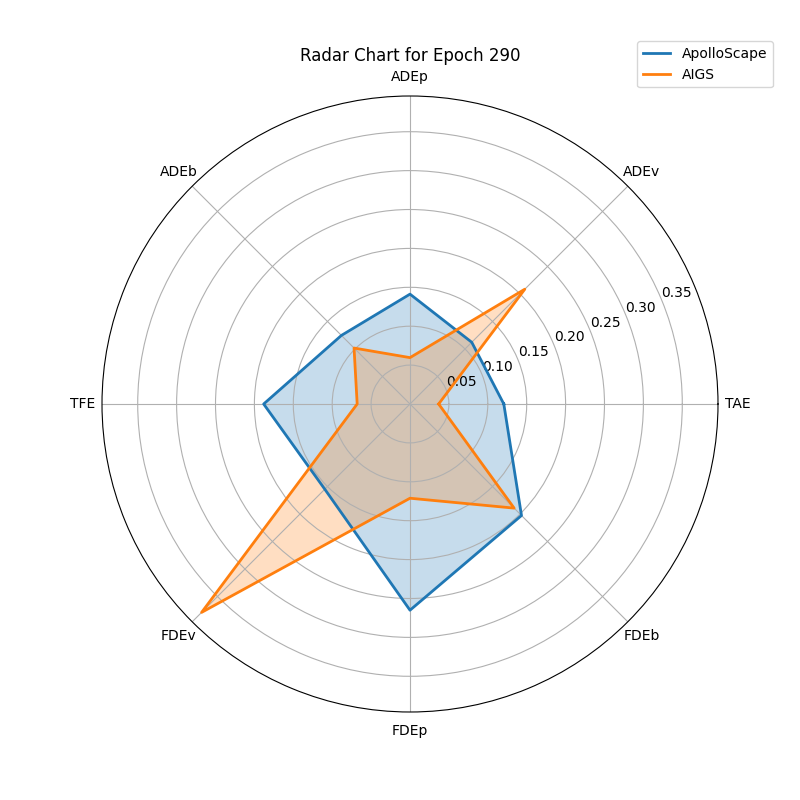 Radar Chart for Epoch 290
ApolloScape
AIGS
ADEp
ADEb
ADEv
0.35
0.30
0.25
0.20
0.15
0.10
0.05
TFE
TAE
FDEv
FDEb
FDEp